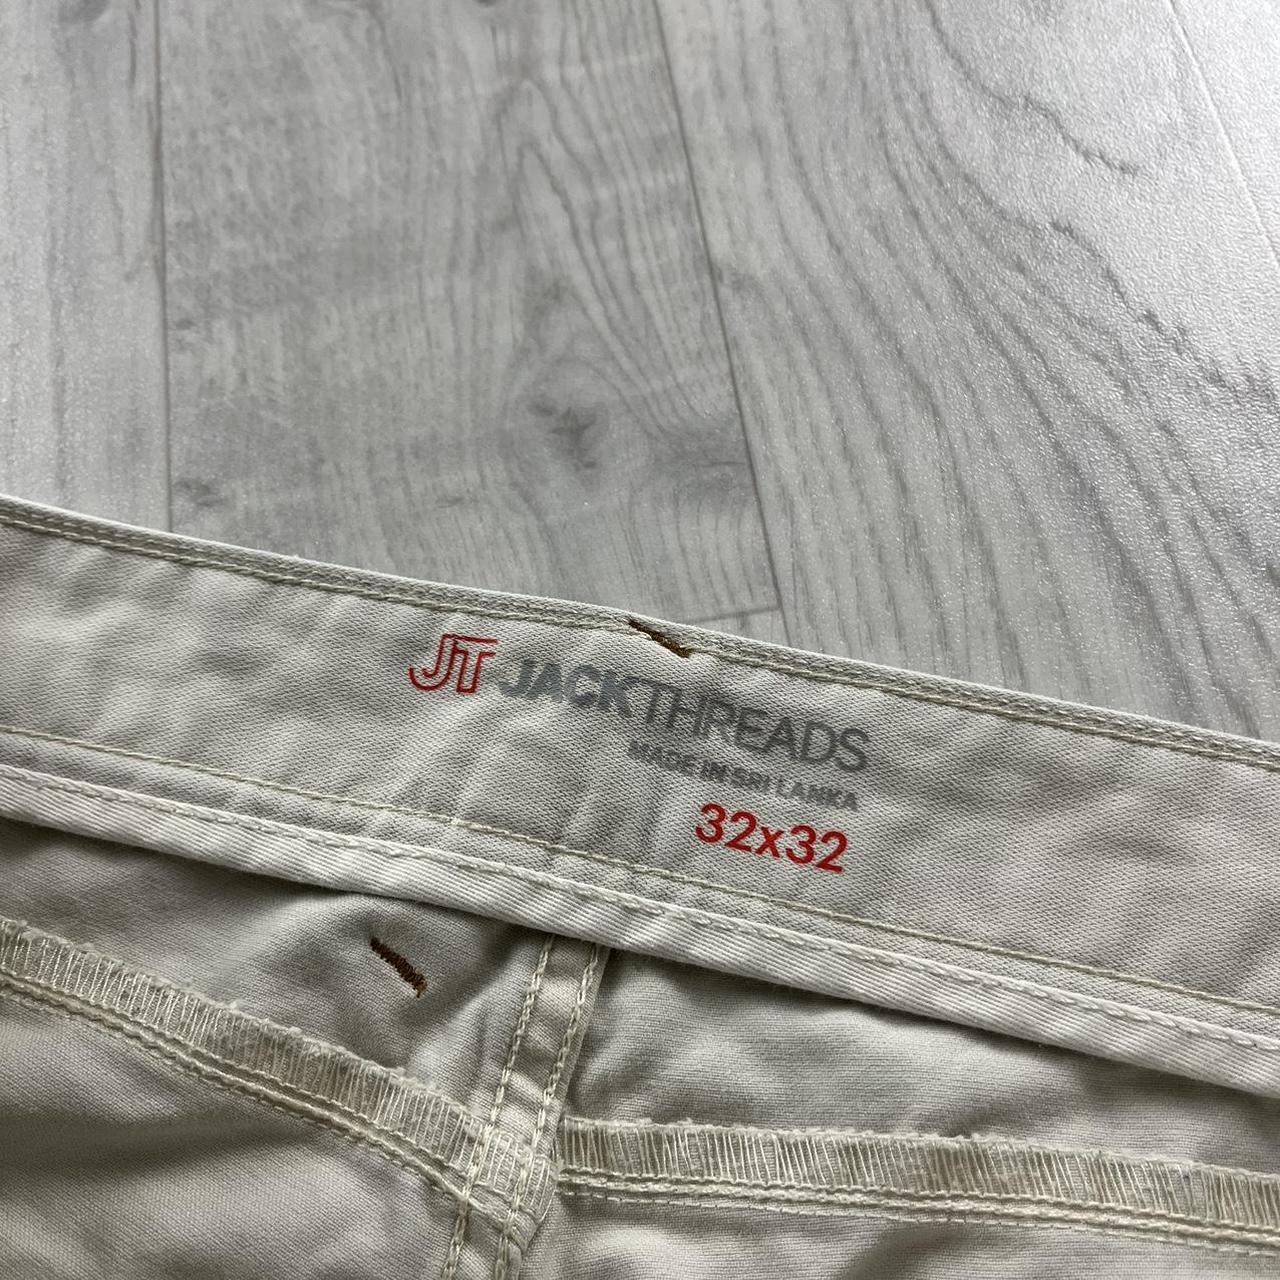 JT JACKTHREADS
MADE IN SRI LANKA
32x32